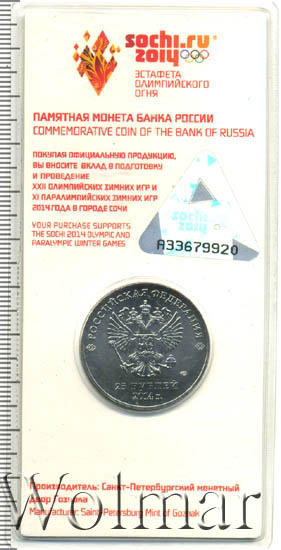 sochi.ru
2014
ЭСТАФЕТА
ОЛИМПИЙСКОГО
ОГНЯ
ПАМЯТНАЯ МОНЕТА БАНКА РОССИИ
COMMEMORATIVE COIN OF THE BANK OF RUSSIA
ПОКУПАЯ ОФИЦИАЛЬНУЮ ПРОДУКЦИЮ,
ВЫ ВНОСИТЕ ВКЛАД В ПОДГОТОВКУ
И ПРОВЕДЕНИЕ
XXII ОЛИМПИЙСКИХ ЗИМНИХ ИГР И
XI ПАРАЛИМПИЙСКИХ ЗИМНИХ ИГР
2014 ГОДА В ГОРОДЕ СОЧИ
YOUR PURCHASE SUPPORTS
THE SOCHI 2014 OLYMPIC AND
PARALYMPIC WINTER GAMES
sochi.ru
2014
A33679920
РОССИЙСКАЯ ФЕДЕРАЦИЯ
25 РУБЛЕЙ
2014 г.
Производитель: Санкт-Петербургский монетный
двор Гознака
Manufacturer: Saint-Petersburg Mint of Goznak
Wolmar